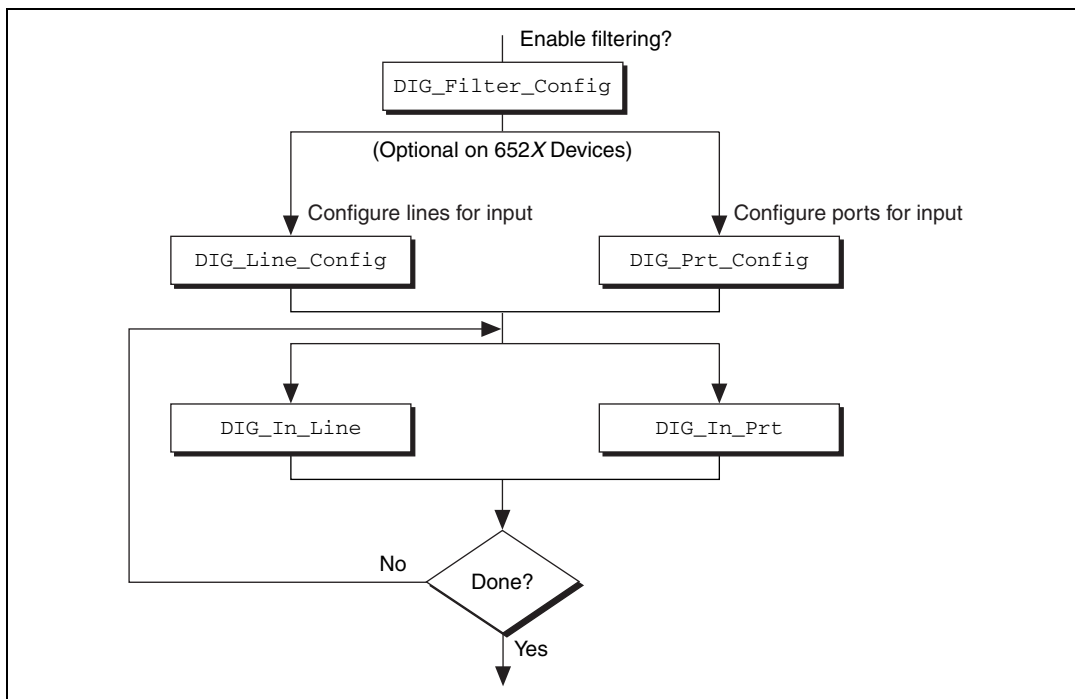 Enable filtering?
DIG_Filter_Config
(Optional on 652X Devices)
Configure lines for input
Configure ports for input
DIG_Line_Config
DIG_Prt_Config
DIG_In_Line
DIG_In_Prt
No
Done?
Yes